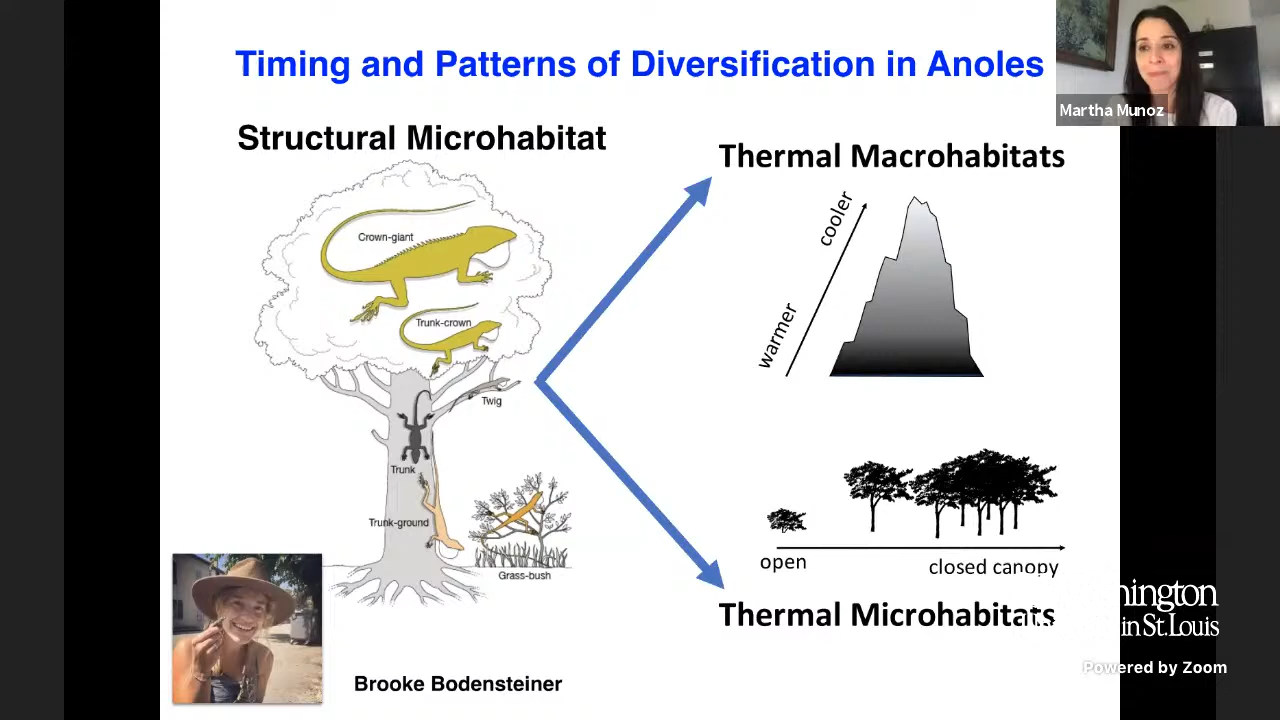 Timing and Patterns of Diversification in Anoles
Martha Munoz
Structural Microhabitat
Thermal Macrohabitats
Crown-giant
Trunk-crown
Twig
Trunk
Trunk-ground
Grass-bush
cooler
warmer
open
closed canopy
Thermal Microhabitats
in St. Louis
Powered by Zoom
Brooke Bodensteiner